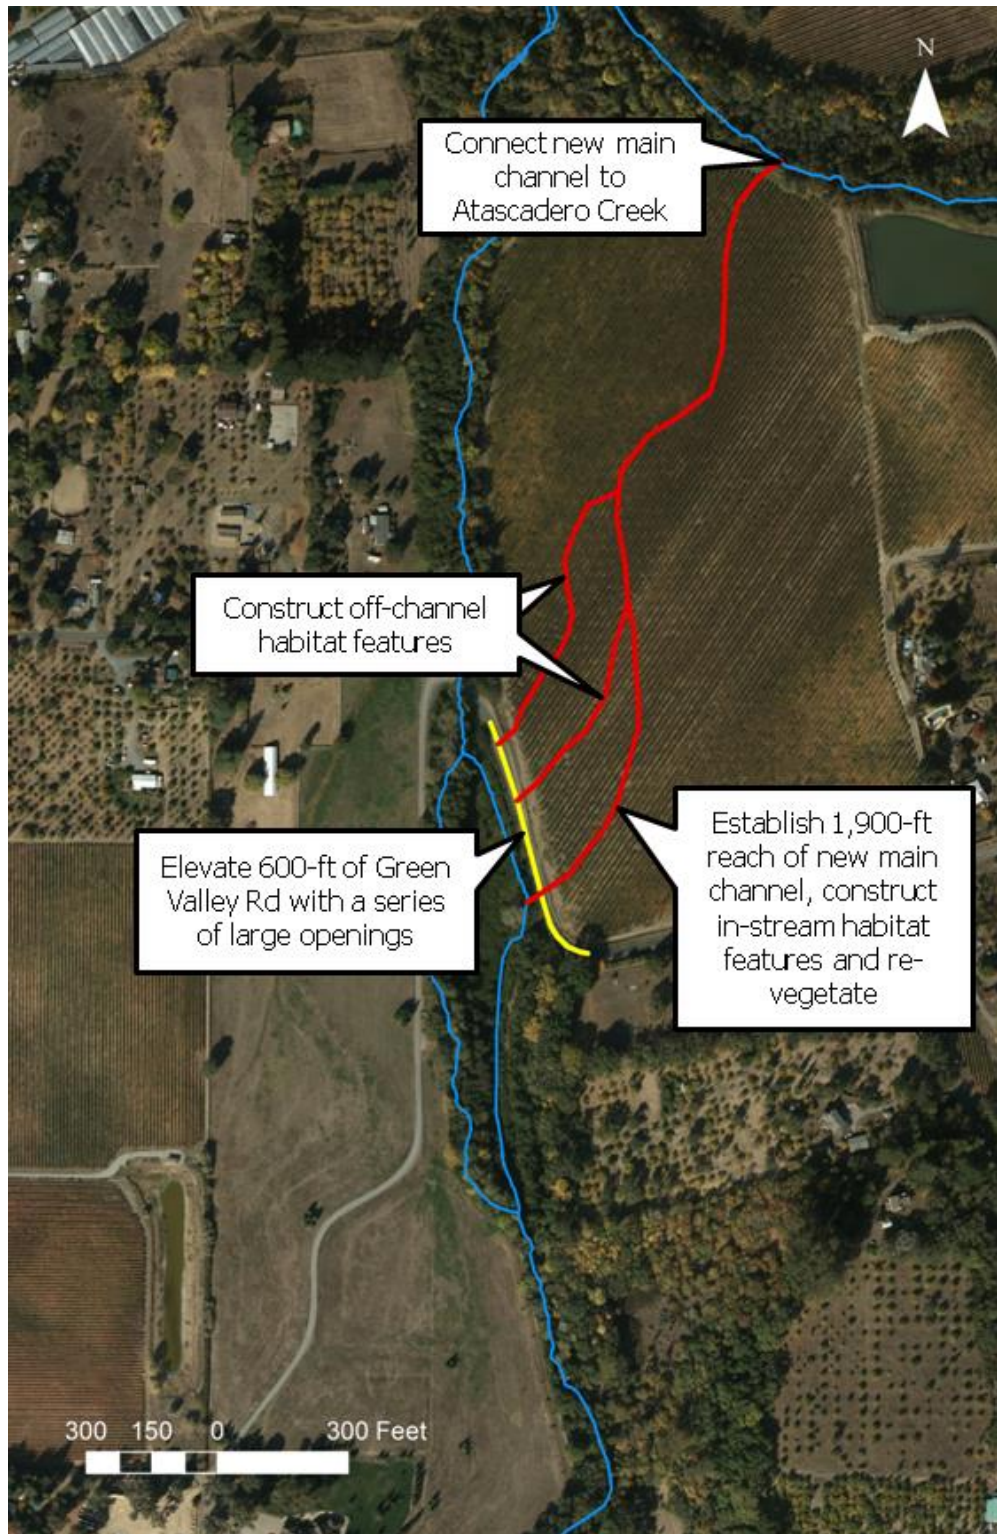 N
Connect new main
channel to
Atascadero Creek
Construct off-channel
habitat features
Elevate 600-ft of Green
Valley Rd with a series
of large openings
Establish 1,900-ft
reach of new main
channel, construct
in-stream habitat
features and re-
vegetate
300 150 0 300 Feet